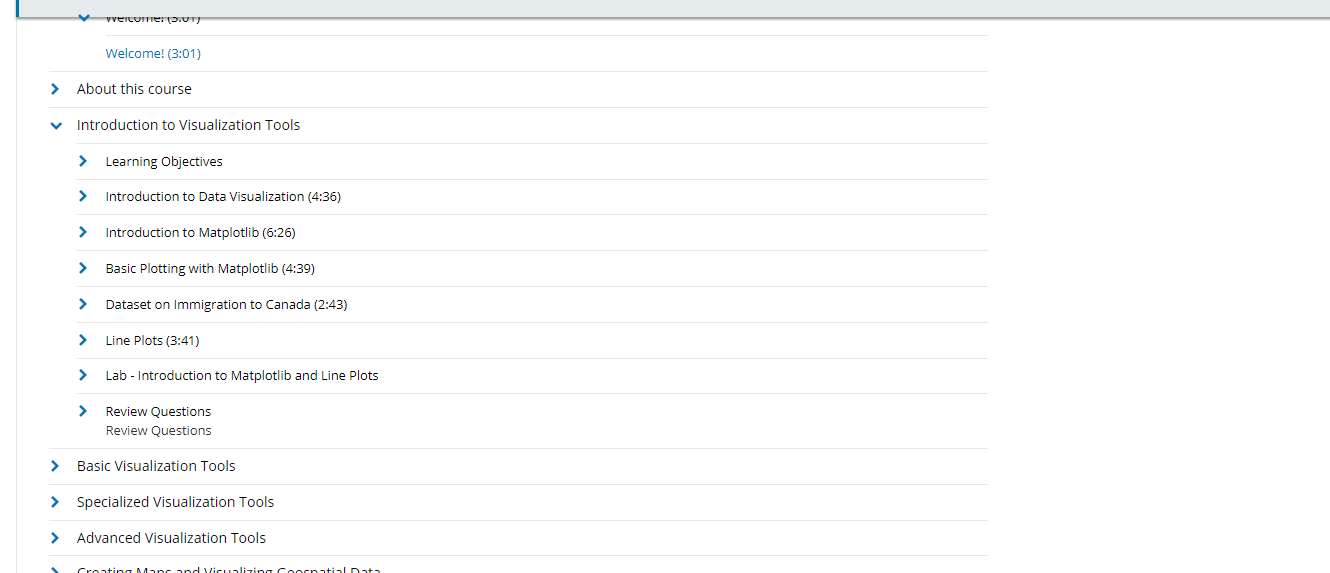 Welcome! (3:01)
Welcome! (3:01)
About this course
Introduction to Visualization Tools
Learning Objectives
Introduction to Data Visualization (4:36)
Introduction to Matplotlib (6:26)
Basic Plotting with Matplotlib (4:39)
Dataset on Immigration to Canada (2:43)
Line Plots (3:41)
Lab - Introduction to Matplotlib and Line Plots
Review Questions
Review Questions
Basic Visualization Tools
Specialized Visualization Tools
Advanced Visualization Tools
Creating Maps and Visualizing Geospatial Data